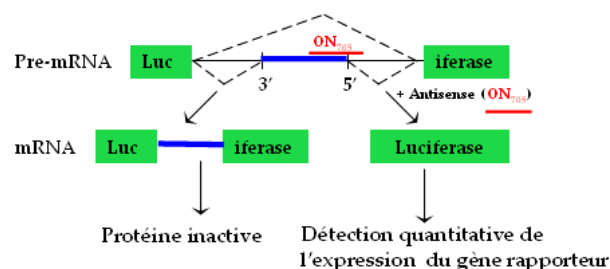 ON705
Pre-mRNA Luc iferase
3' 5'
+ Antisense (ON705)
mRNA Luc iferase Luciferase
Protéine inactive
Détection quantitative de
l'expression du gène rapporteur